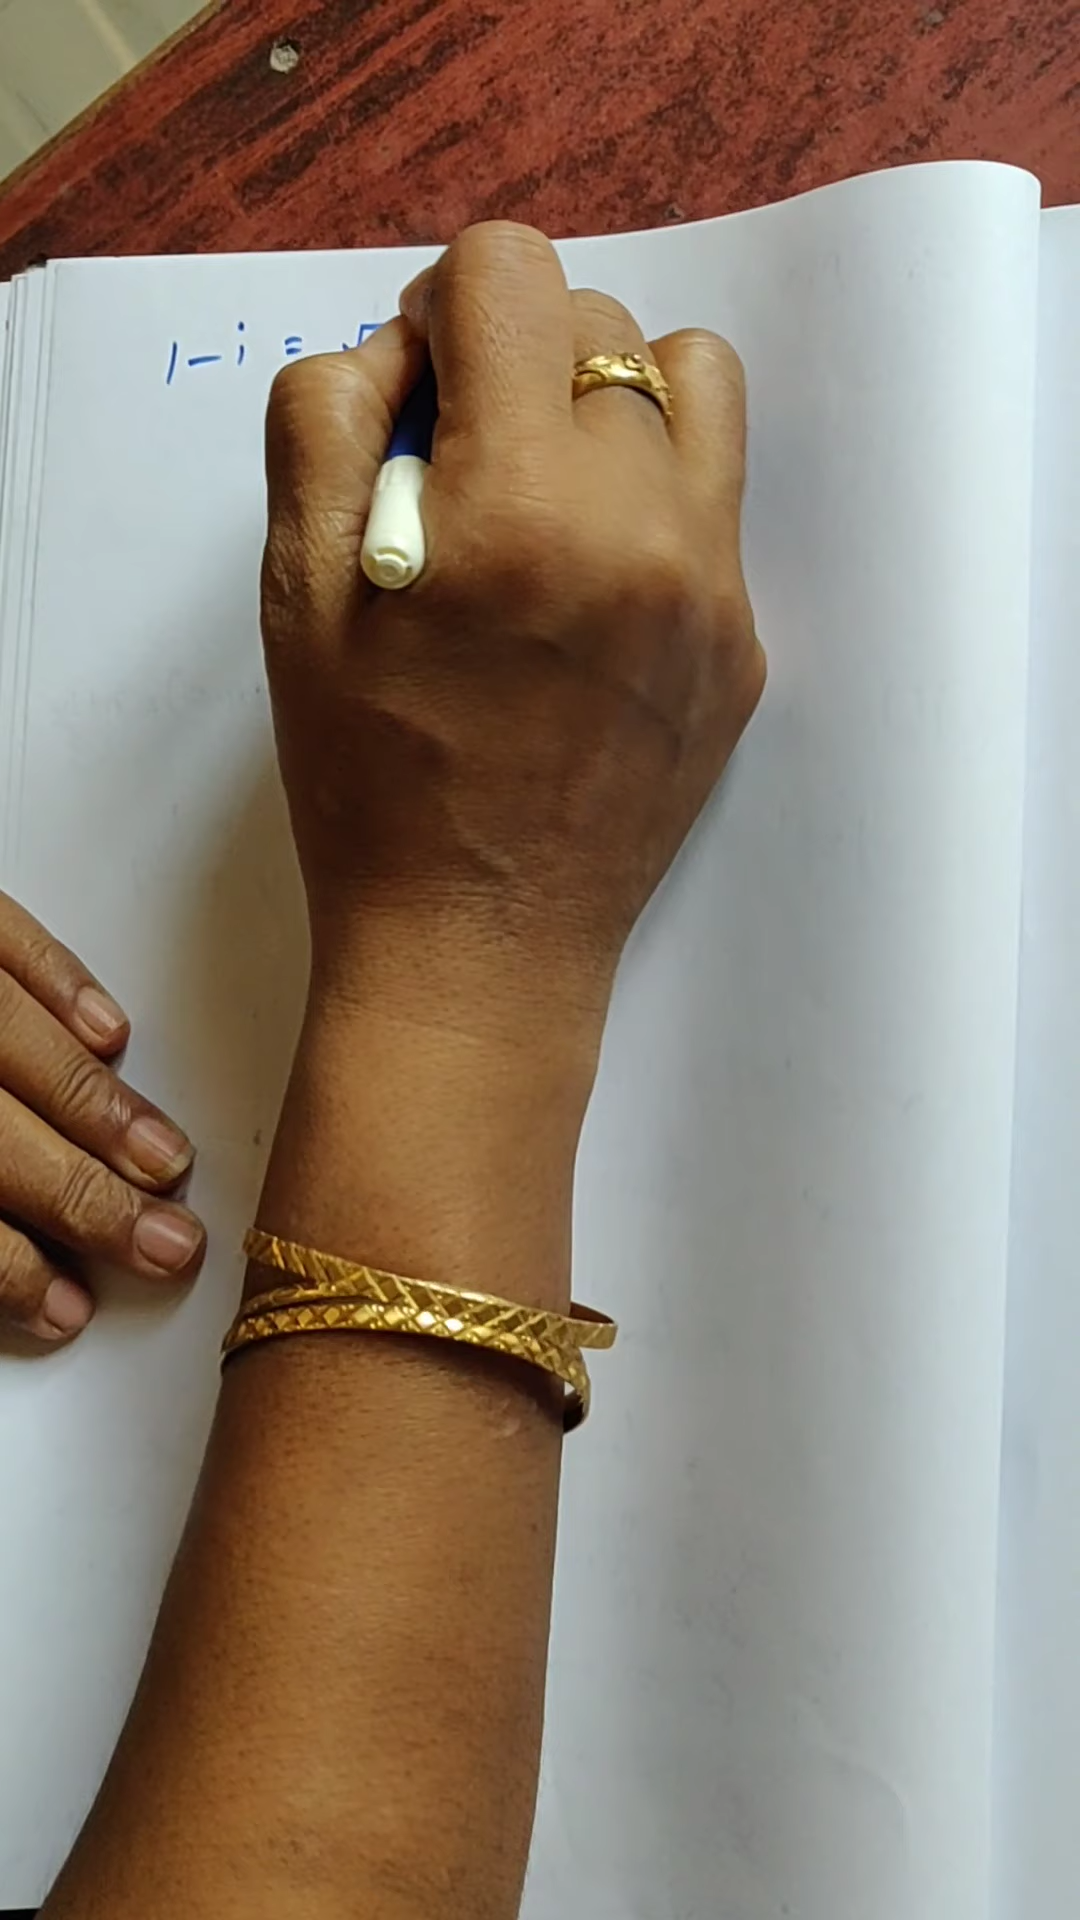 1 - i = √